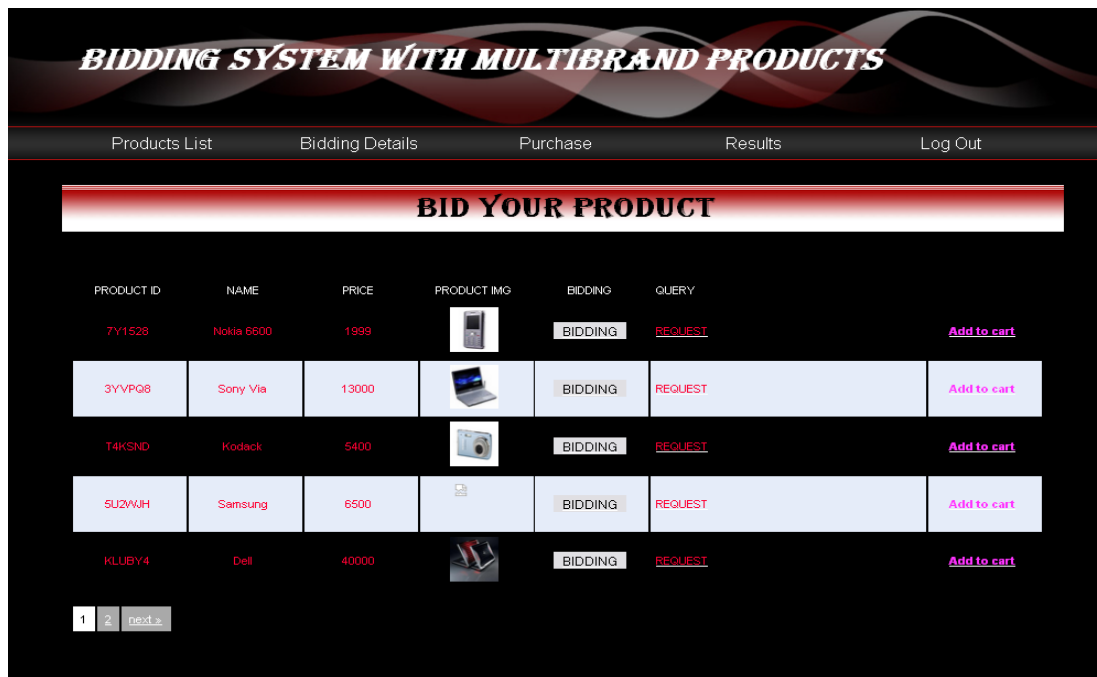 BIDDING SYSTEM WITH MULTIBRAND PRODUCTS
Products List Bidding Details Purchase Results Log Out
BID YOUR PRODUCT
PRODUCT ID NAME PRICE PRODUCT IMG BIDDING QUERY
7Y1528 Nokia 6600 1999 BIDDING REQUEST Add to cart
3YVPQ8 Sony Via 13000 BIDDING REQUEST Add to cart
T4KSND Kodack 5400 BIDDING REQUEST Add to cart
5U2WJH Samsung 6500 BIDDING REQUEST Add to cart
KLUBY4 Dell 40000 BIDDING REQUEST Add to cart
1 2 next »